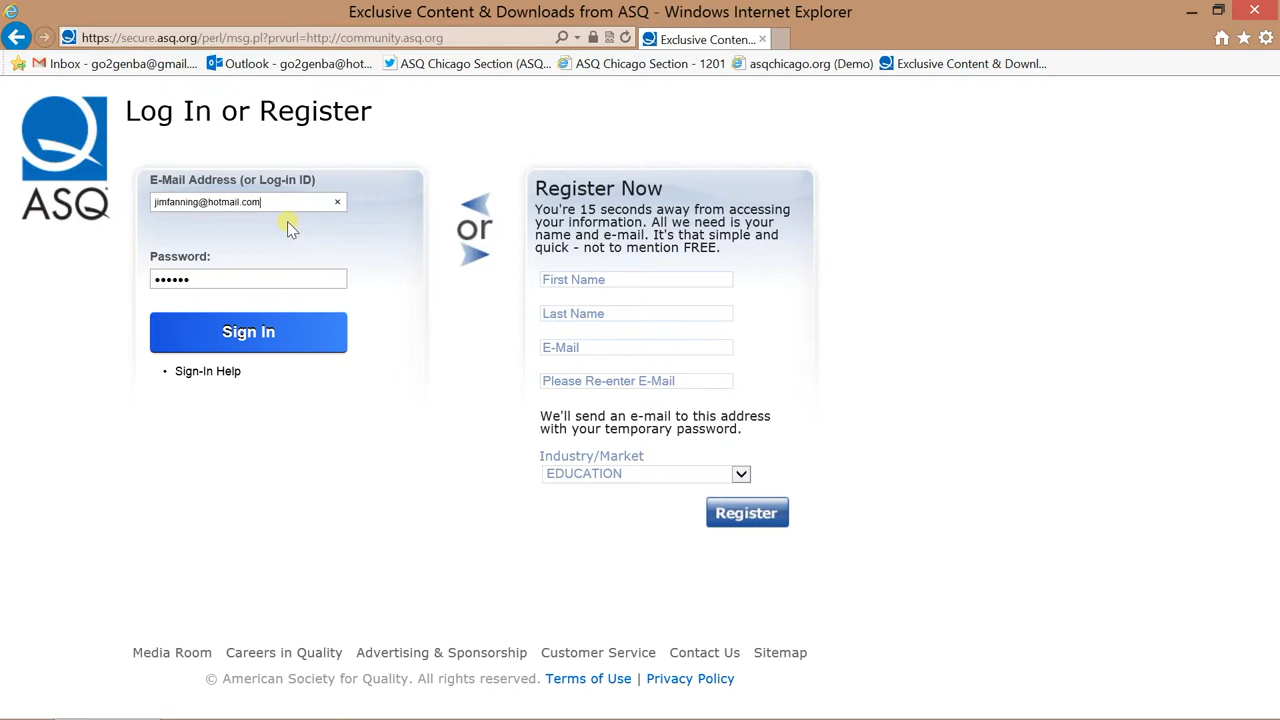 Exclusive Content & Downloads from ASQ - Windows Internet Explorer
https://secure.asq.org/perl/msg.pl?prvurl=http://community.asq.org
Exclusive Conten...
Inbox - go2genba@gmail.... Outlook - go2genba@hot... ASQ Chicago Section (ASQ... ASQ Chicago Section - 1201 asqchicago.org (Demo) Exclusive Content & Downl...
ASQ
Log In or Register
E-Mail Address (or Log-in ID)
jimfanning@hotmail.com
Password:
••••••
Sign In
• Sign-In Help
or
Register Now
You're 15 seconds away from accessing
your information. All we need is your
name and e-mail. It's that simple and
quick - not to mention FREE.
First Name
Last Name
E-Mail
Please Re-enter E-Mail
We'll send an e-mail to this address
with your temporary password.
Industry/Market
EDUCATION
Register
Media Room Careers in Quality Advertising & Sponsorship Customer Service Contact Us Sitemap
© American Society for Quality. All rights reserved. Terms of Use | Privacy Policy